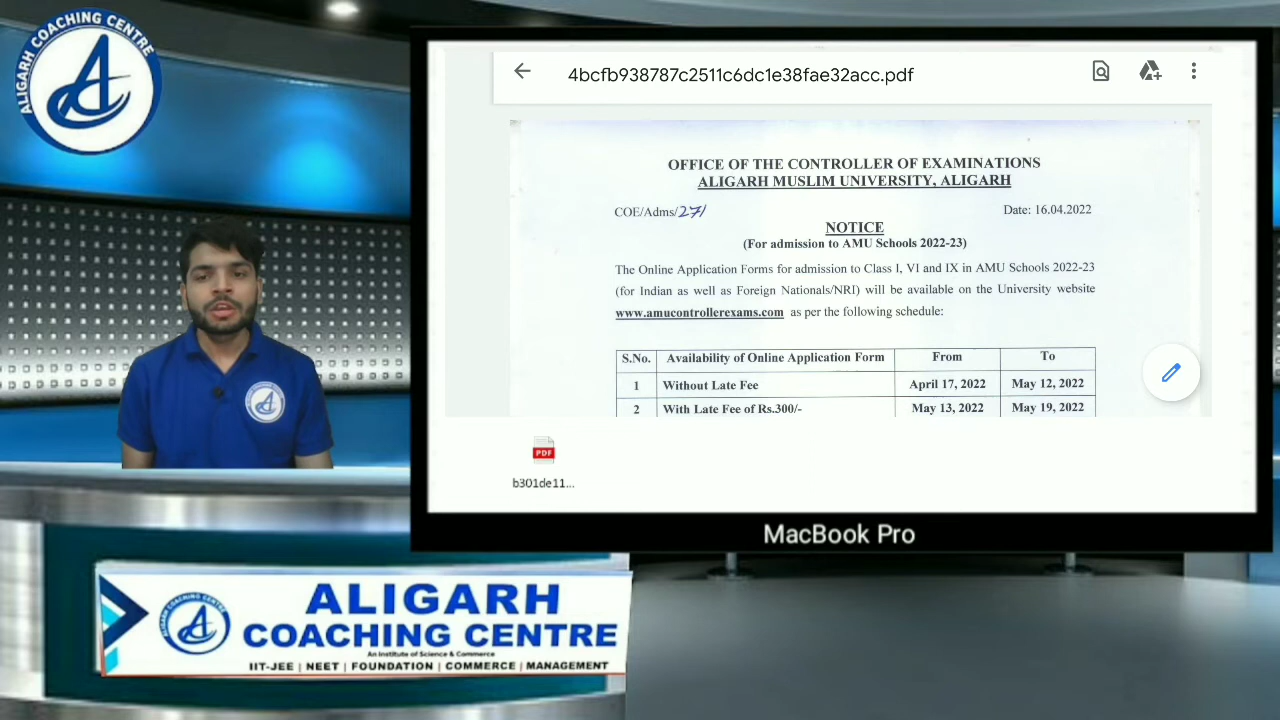 ALIGARH COACHING CENTRE
4bcfb938787c2511c6dc1e38fae32acc.pdf
OFFICE OF THE CONTROLLER OF EXAMINATIONS
ALIGARH MUSLIM UNIVERSITY, ALIGARH
COE/Adms/271
Date: 16.04.2022
NOTICE
(For admission to AMU Schools 2022-23)
The Online Application Forms for admission to Class I, VI and IX in AMU Schools 2022-23
(for Indian as well as Foreign Nationals/NRI) will be available on the University website
www.amucontrollerexams.com as per the following schedule:
S.No. Availability of Online Application Form From To
1 Without Late Fee April 17, 2022 May 12, 2022
2 With Late Fee of Rs.300/- May 13, 2022 May 19, 2022
PDF
b301de11...
MacBook Pro
ALIGARH
COACHING CENTRE
An Institute of Science & Commerce
IIT-JEE | NEET | FOUNDATION | COMMERCE | MANAGEMENT